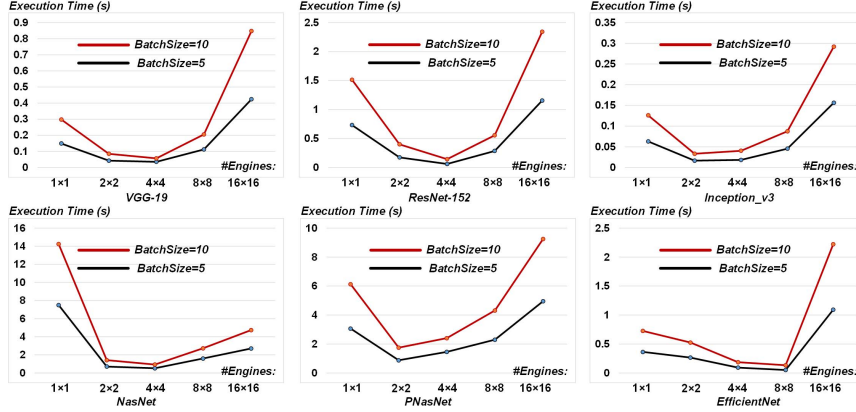 Execution Time (s)
0.9
0.8
0.7
0.6
0.5
0.4
0.3
0.2
0.1
0
BatchSize=10
BatchSize=5
#Engines:
1×1 2×2 4×4 8×8 16×16
VGG-19
Execution Time (s)
2.5
2
1.5
1
0.5
0
BatchSize=10
BatchSize=5
#Engines:
1×1 2×2 4×4 8×8 16×16
ResNet-152
Execution Time (s)
0.35
0.3
0.25
0.2
0.15
0.1
0.05
0
BatchSize=10
BatchSize=5
#Engines:
1×1 2×2 4×4 8×8 16×16
Inception_v3
Execution Time (s)
16
14
12
10
8
6
4
2
0
BatchSize=10
BatchSize=5
#Engines:
1×1 2×2 4×4 8×8 16×16
NasNet
Execution Time (s)
10
8
6
4
2
0
BatchSize=10
BatchSize=5
#Engines:
1×1 2×2 4×4 8×8 16×16
PNasNet
Execution Time (s)
2.5
2
1.5
1
0.5
0
BatchSize=10
BatchSize=5
#Engines:
1×1 2×2 4×4 8×8 16×16
EfficientNet